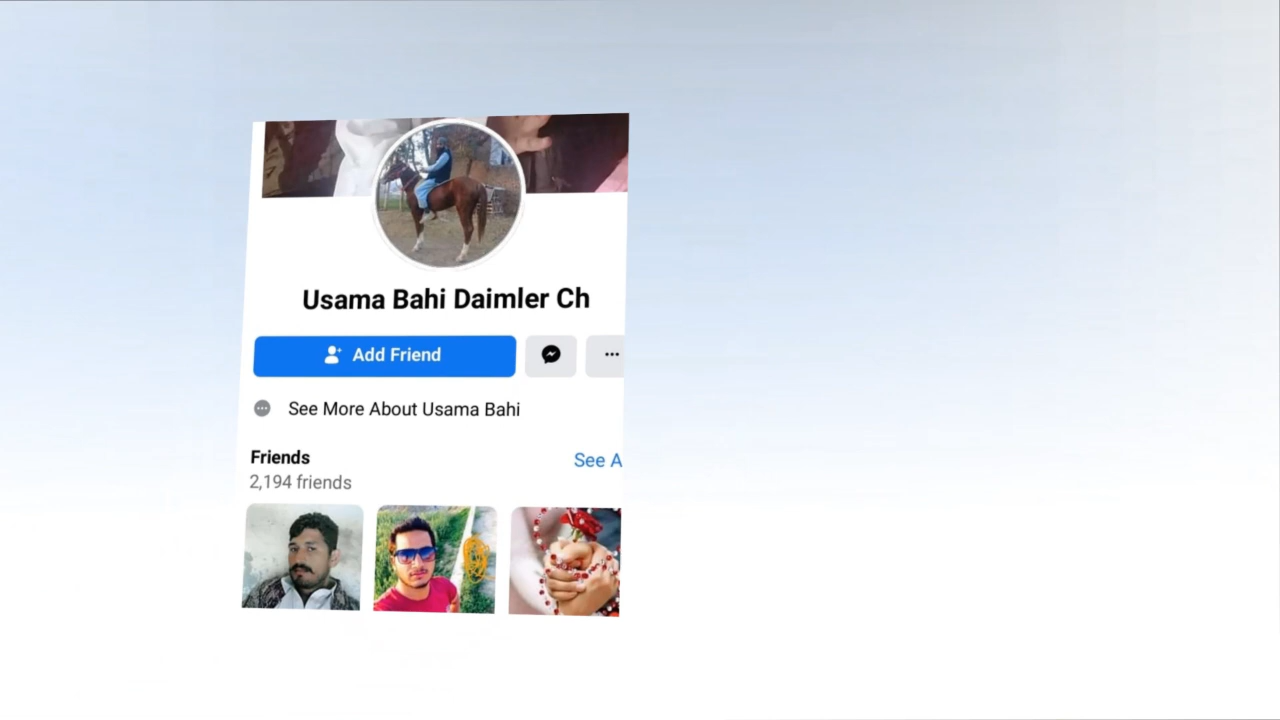 Usama Bahi Daimler Ch
Add Friend
See More About Usama Bahi
Friends
See A
2,194 friends